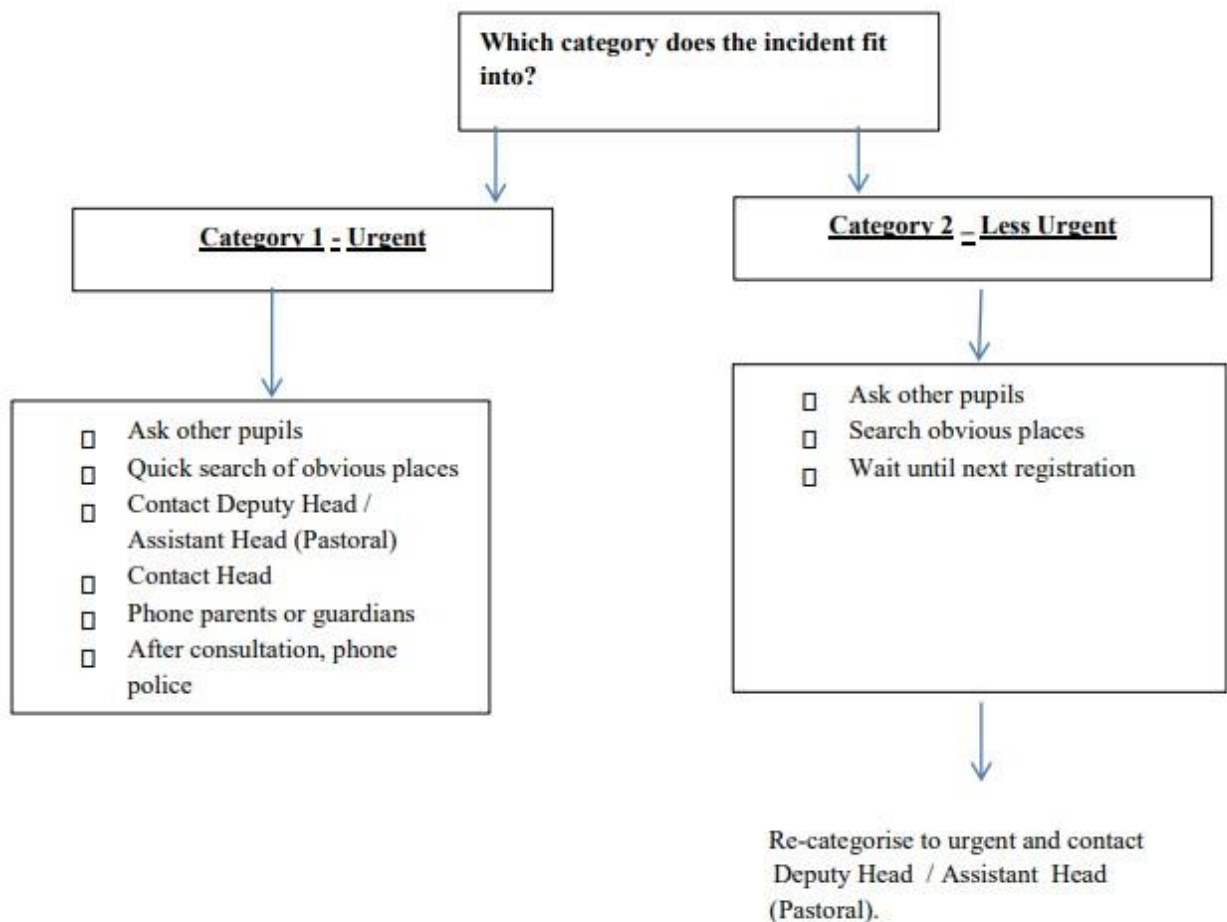 Which category does the incident fit
into?
Category 1 - Urgent
Category 2 – Less Urgent
Ask other pupils
Quick search of obvious places
Contact Deputy Head /
Assistant Head (Pastoral)
Contact Head
Phone parents or guardians
After consultation, phone
police
Ask other pupils
Search obvious places
Wait until next registration
Re-categorise to urgent and contact
Deputy Head / Assistant Head
(Pastoral).